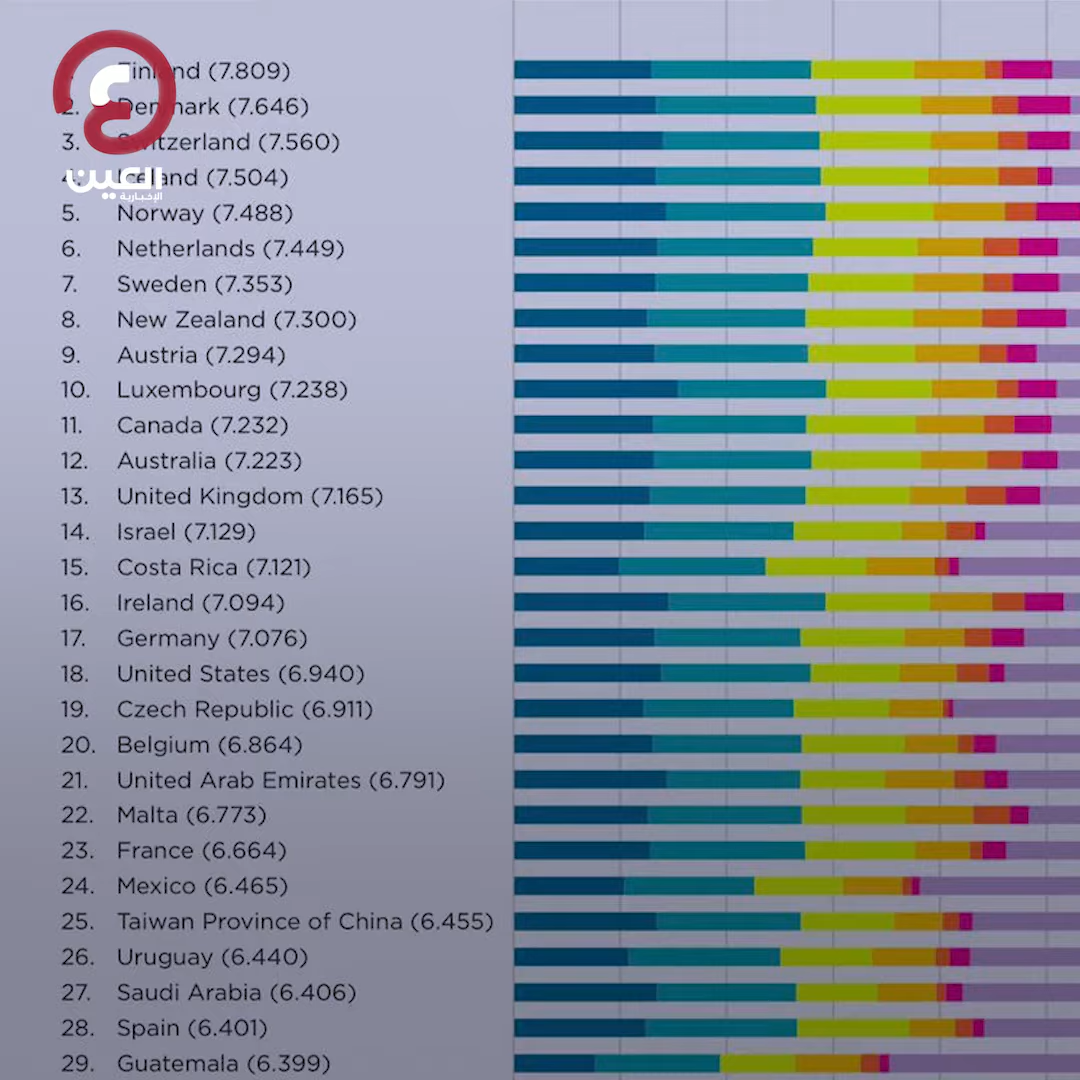 العين
الإخبارية
1. Finland (7.809)
2. Denmark (7.646)
3. Switzerland (7.560)
4. Iceland (7.504)
5. Norway (7.488)
6. Netherlands (7.449)
7. Sweden (7.353)
8. New Zealand (7.300)
9. Austria (7.294)
10. Luxembourg (7.238)
11. Canada (7.232)
12. Australia (7.223)
13. United Kingdom (7.165)
14. Israel (7.129)
15. Costa Rica (7.121)
16. Ireland (7.094)
17. Germany (7.076)
18. United States (6.940)
19. Czech Republic (6.911)
20. Belgium (6.864)
21. United Arab Emirates (6.791)
22. Malta (6.773)
23. France (6.664)
24. Mexico (6.465)
25. Taiwan Province of China (6.455)
26. Uruguay (6.440)
27. Saudi Arabia (6.406)
28. Spain (6.401)
29. Guatemala (6.399)